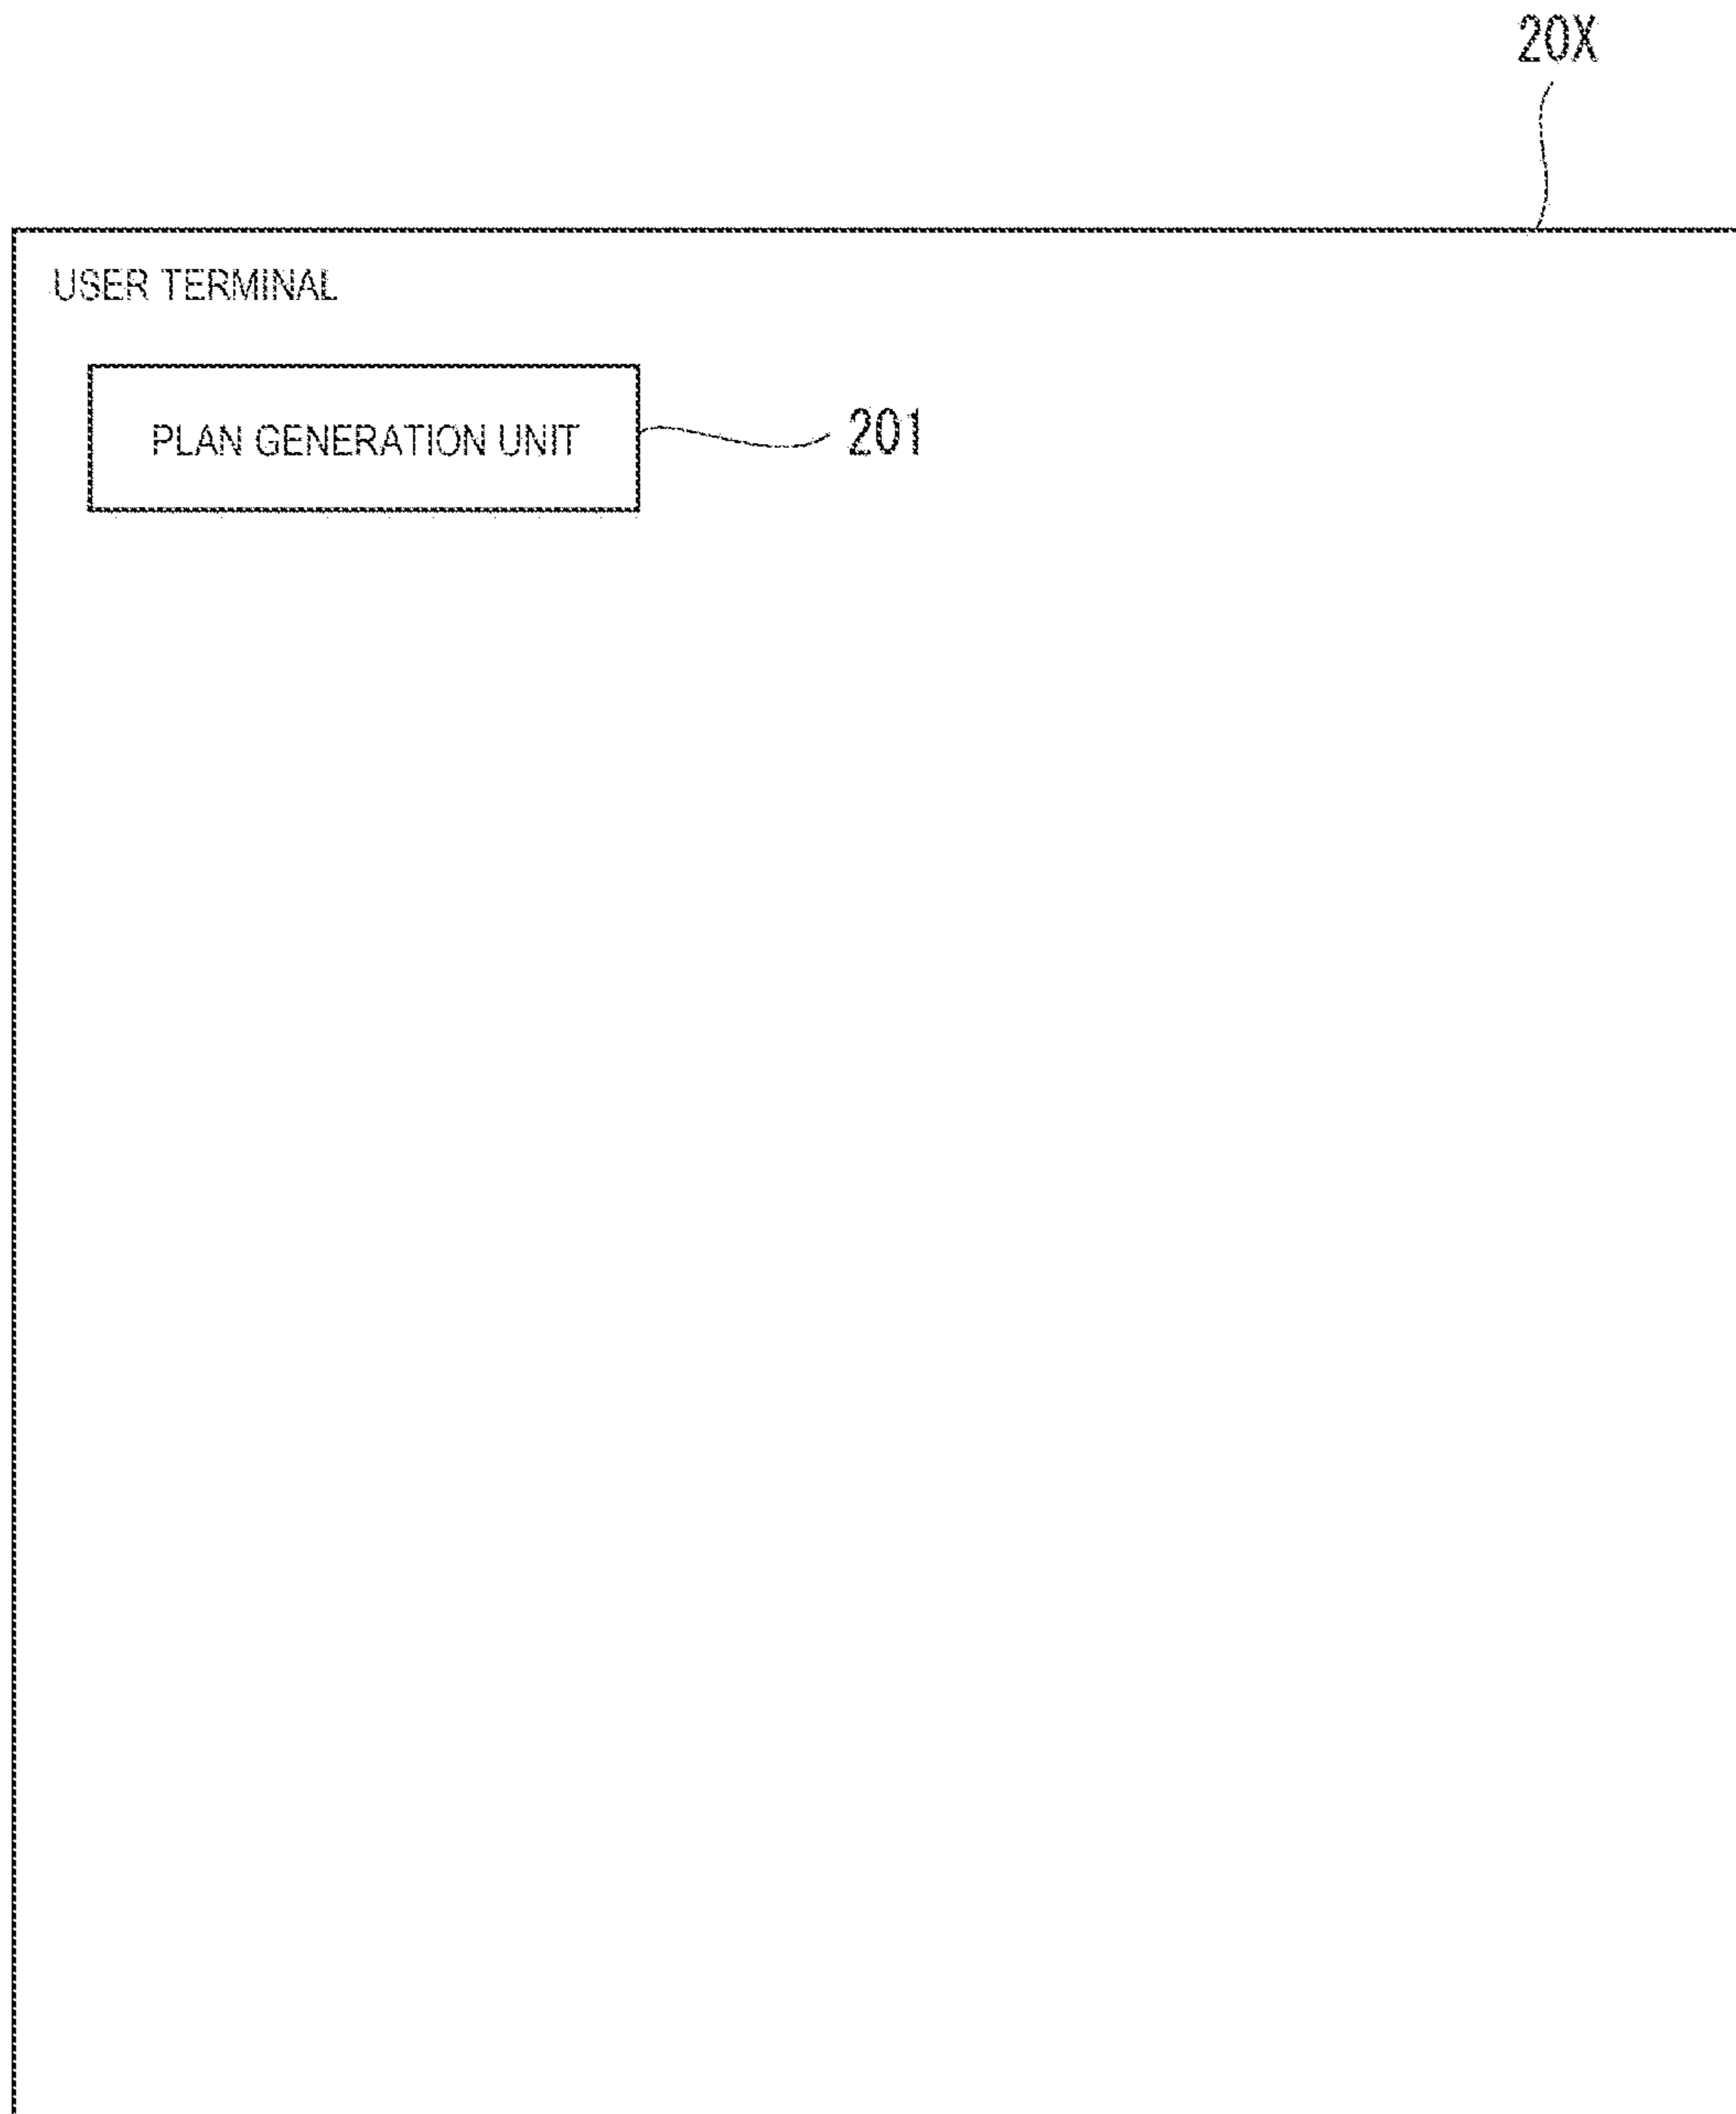 20X
USER TERMINAL
PLAN GENERATION UNIT
201